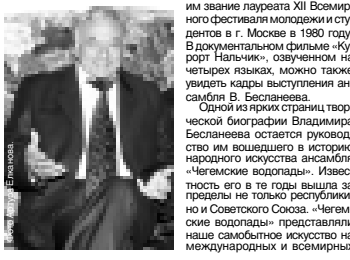 им звание лауреата XII Всемир-
ного фестиваля молодежи и сту-
дентов в г. Москве в 1980 году.
В документальном фильме «Ку-
рорт Нальчик», озвученном на
четырех языках, можно также
увидеть кадры выступления ан-
самбля В. Бесланеева.
Одной из ярких страниц твор-
ческой биографии Владимира
Бесланеева остается руковод-
ство им вошедшего в историю
народного искусства ансамбля
«Чегемские водопады». Извес-
тность его в те годы вышла за
пределы не только республики,
но и Советского Союза. «Чегем-
ские водопады» представляли
наше самобытное искусство на
международных и всемирных
Елканова.